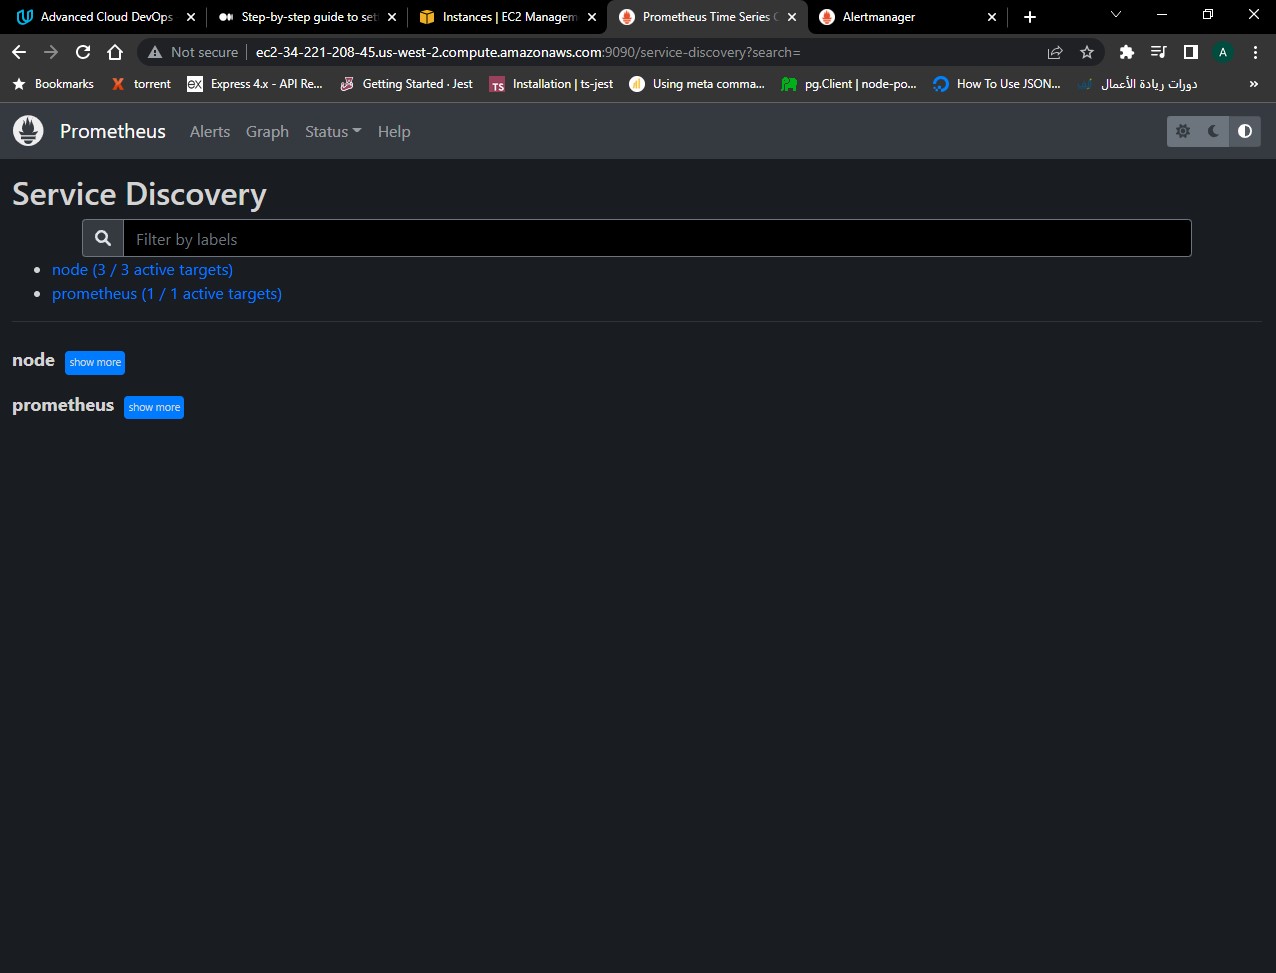 Advanced Cloud DevOps
Step-by-step guide to set
Instances | EC2 Managem
Prometheus Time Series C
Alertmanager
Not secure
ec2-34-221-208-45.us-west-2.compute.amazonaws.com:9090/service-discovery?search=
A
Bookmarks
X torrent
ex Express 4.x - API Re...
Getting Started · Jest
TS Installation | ts-jest
Using meta comma...
pg.Client | node-po...
How To Use JSON...
دورات ريادة الأعمال
»
Prometheus
Alerts
Graph
Status
Help
Service Discovery
Filter by labels
node (3 / 3 active targets)
prometheus (1 / 1 active targets)
node show more
prometheus show more